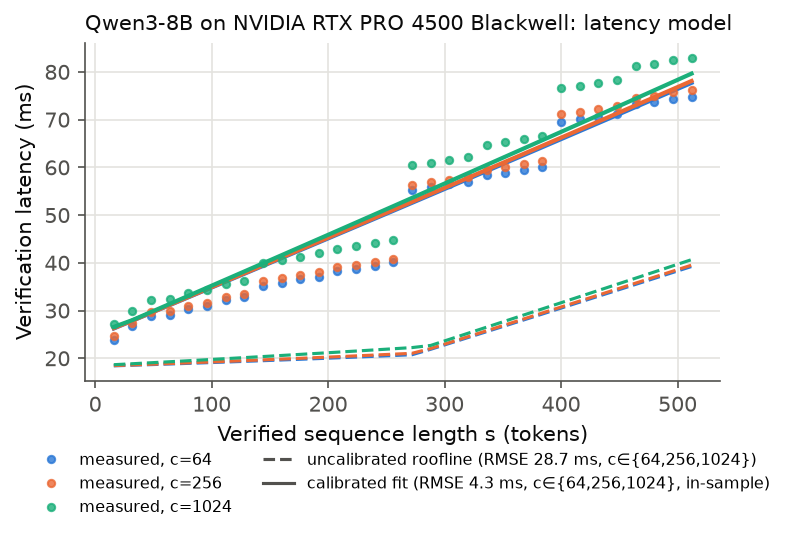 Qwen3-8B on NVIDIA RTX PRO 4500 Blackwell: latency model
Verification latency (ms)
80
70
60
50
40
30
20
0
100
200
300
400
500
Verified sequence length s (tokens)
measured, c=64
measured, c=256
measured, c=1024
uncalibrated roofline (RMSE 28.7 ms, c∈{64,256,1024})
calibrated fit (RMSE 4.3 ms, c∈{64,256,1024}, in-sample)